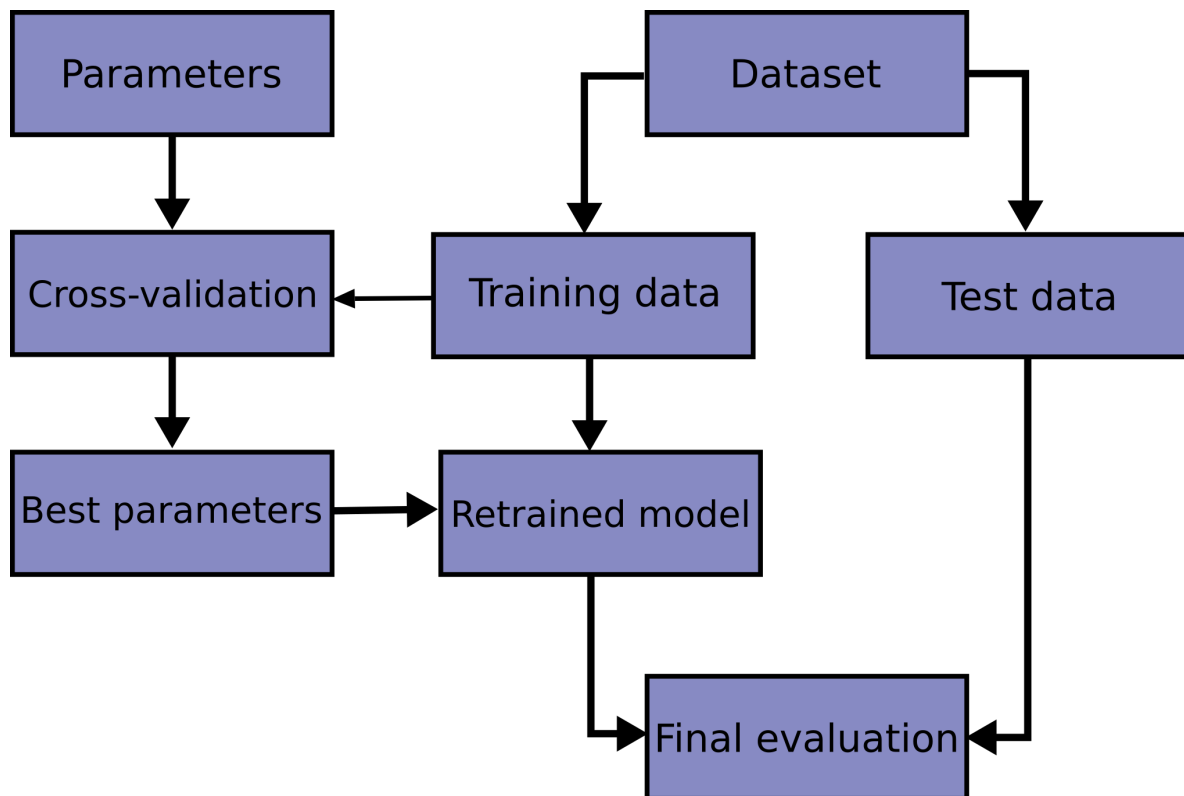 Parameters
Dataset
Cross-validation
Training data
Test data
Best parameters
Retrained model
Final evaluation